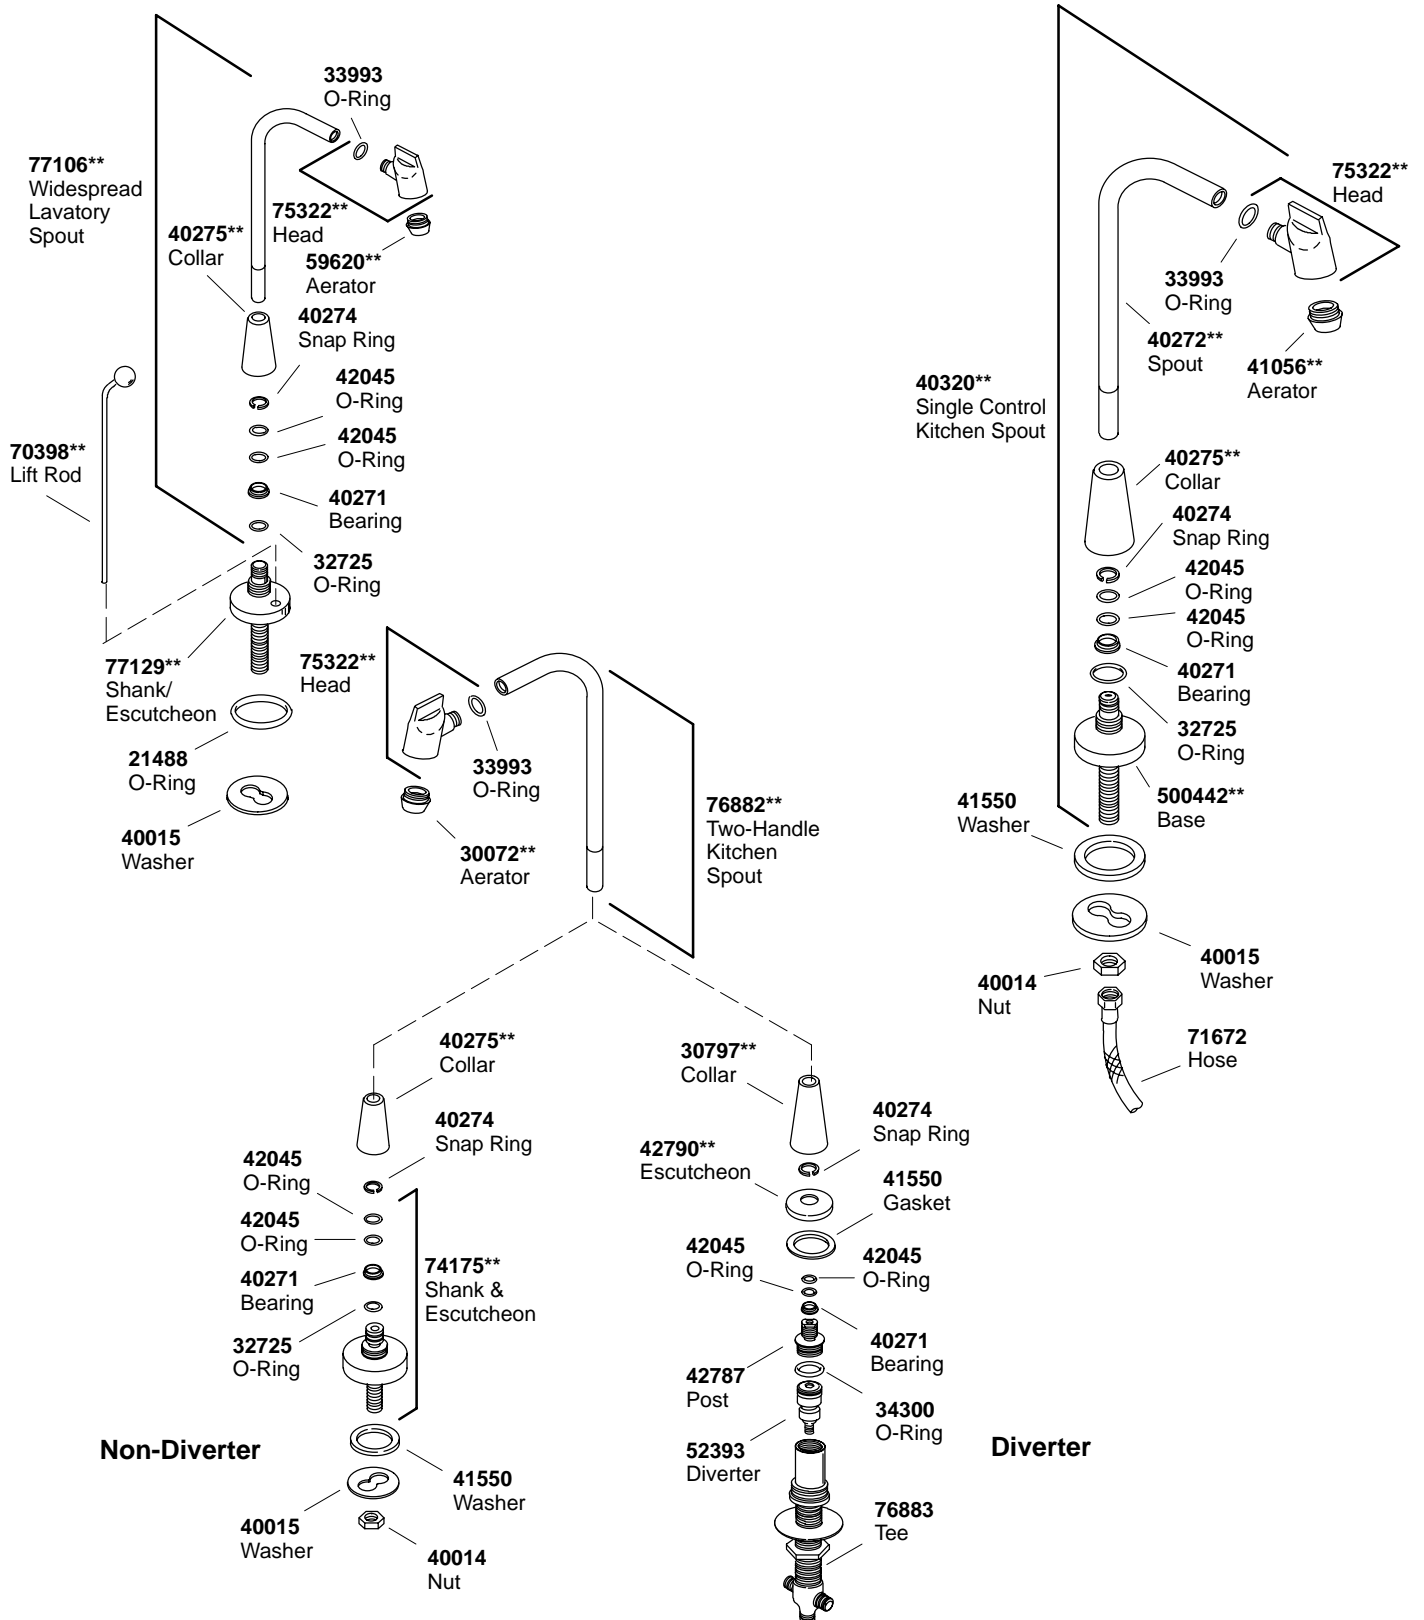 33993
O-Ring
77106**
Widespread
Lavatory
Spout
75322**
Head
40275**
Collar
59620**
Aerator
40274
Snap Ring
42045
O-Ring
42045
O-Ring
70398**
Lift Rod
40271
Bearing
32725
O-Ring
77129**
Shank/
Escutcheon
21488
O-Ring
40015
Washer
75322**
Head
33993
O-Ring
30072**
Aerator
76882**
Two-Handle
Kitchen
Spout
75322**
Head
33993
O-Ring
40272**
Spout
41056**
Aerator
40320**
Single Control
Kitchen Spout
40275**
Collar
40274
Snap Ring
42045
O-Ring
42045
O-Ring
40271
Bearing
32725
O-Ring
500442**
Base
41550
Washer
40015
Washer
40014
Nut
71672
Hose
40275**
Collar
40274
Snap Ring
42045
O-Ring
42045
O-Ring
40271
Bearing
74175**
Shank &
Escutcheon
32725
O-Ring
Non-Diverter
41550
Washer
40015
Washer
40014
Nut
30797**
Collar
40274
Snap Ring
42790**
Escutcheon
41550
Gasket
42045
O-Ring
42045
O-Ring
40271
Bearing
42787
Post
34300
O-Ring
52393
Diverter
Diverter
76883
Tee